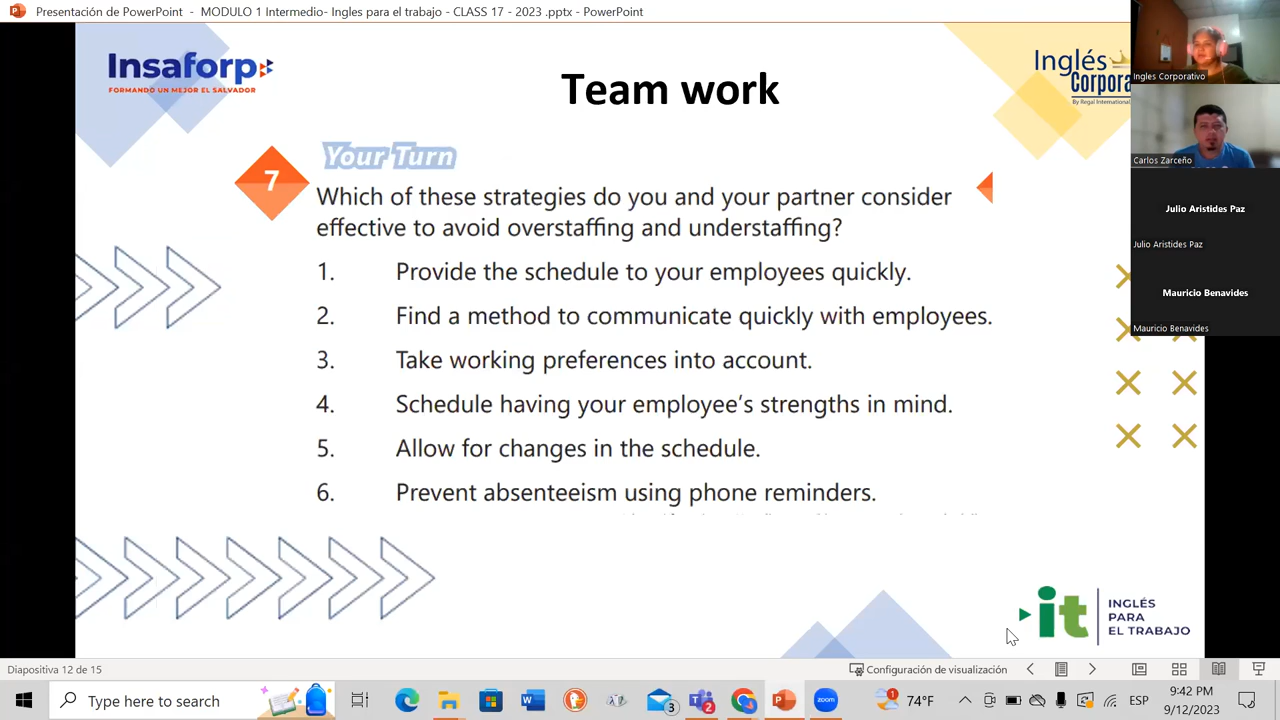 Presentación de PowerPoint - MODULO 1 Intermedio- Ingles para el trabajo - CLASS 17 - 2023 .pptx - PowerPoint
Insaforp
FORMANDO UN MEJOR EL SALVADOR
Team work
Inglés
Corpora
By Regal International
Ingles Corporativo
Carlos Zarceño
Julio Aristides Paz
Julio Aristides Paz
Mauricio Benavides
Mauricio Benavides
Your Turn
7
Which of these strategies do you and your partner consider
effective to avoid overstaffing and understaffing?
1. Provide the schedule to your employees quickly.
2. Find a method to communicate quickly with employees.
3. Take working preferences into account.
4. Schedule having your employee's strengths in mind.
5. Allow for changes in the schedule.
6. Prevent absenteeism using phone reminders.
it
INGLÉS
PARA
EL TRABAJO
Diapositiva 12 de 15
Configuración de visualización
Type here to search
3
2
zoom
1
74°F
ESP
9:42 PM
9/12/2023